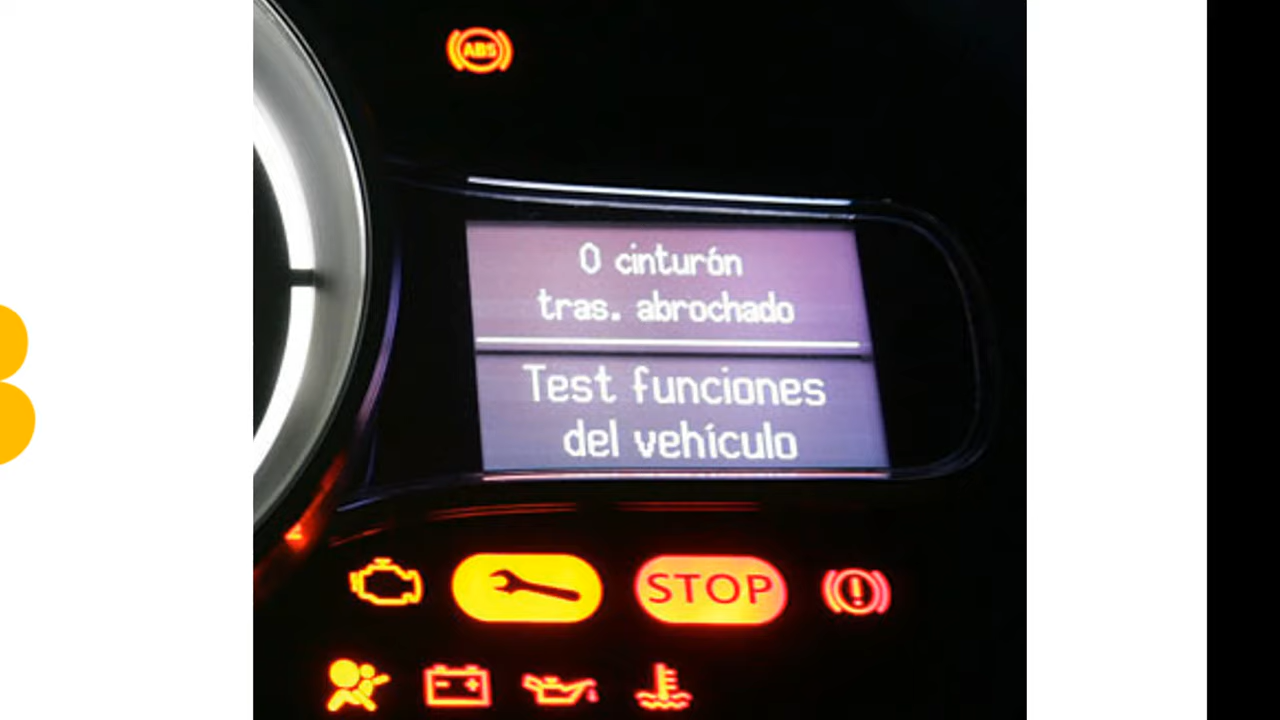 ABS
0 cinturón
tras. abrochado
Test funciones
del vehículo
STOP